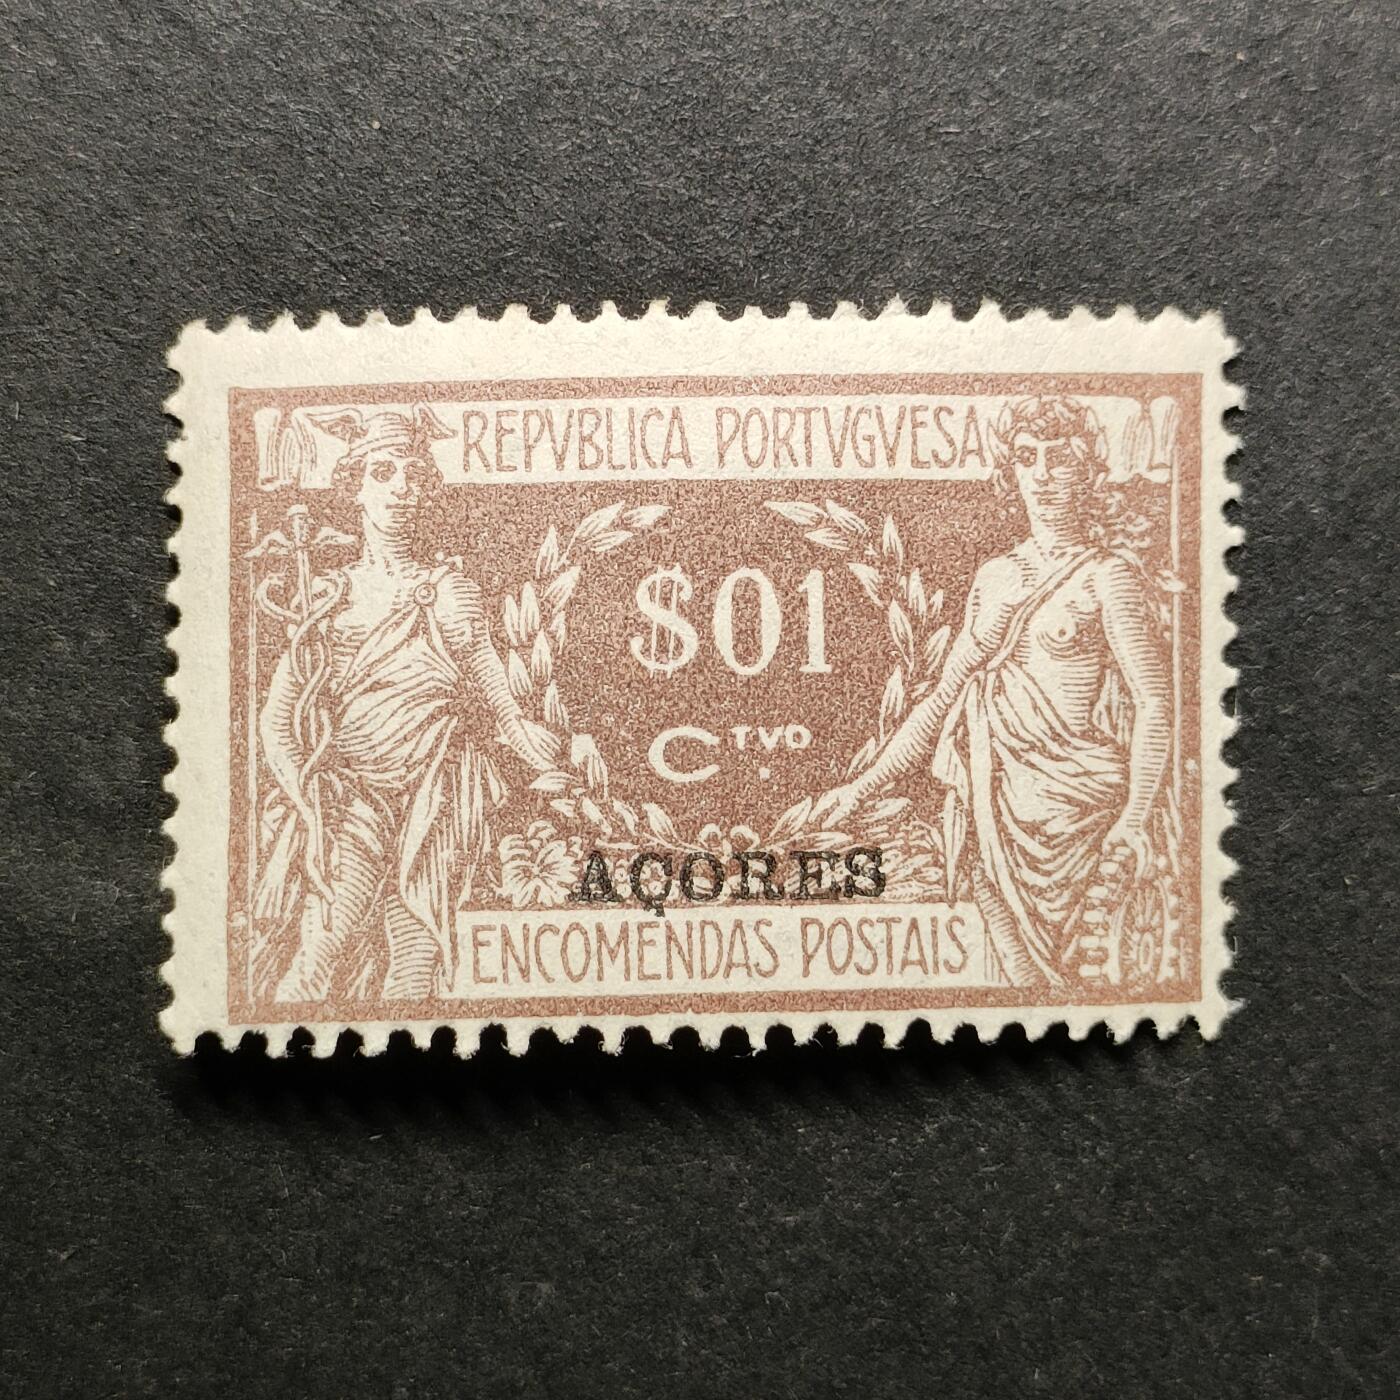 REPVBLICA PORTVGVESA
$01
CTVO.
AÇORES
ENCOMENDAS POSTAIS